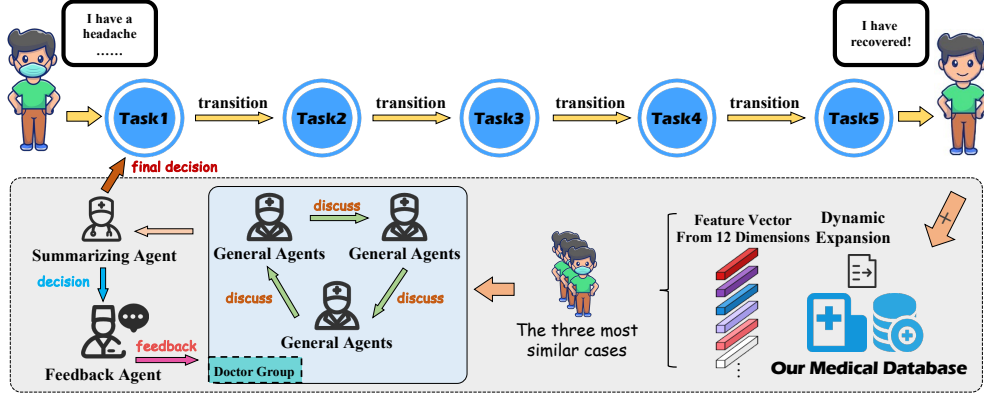 I have a
headache
......
I have
recovered!
Task1
transition
Task2
transition
Task3
transition
Task4
transition
Task5
final decision
Summarizing Agent
decision
Feedback Agent
feedback
discuss
General Agents
General Agents
discuss
discuss
General Agents
Doctor Group
The three most
similar cases
Feature Vector
From 12 Dimensions
Dynamic
Expansion
Our Medical Database